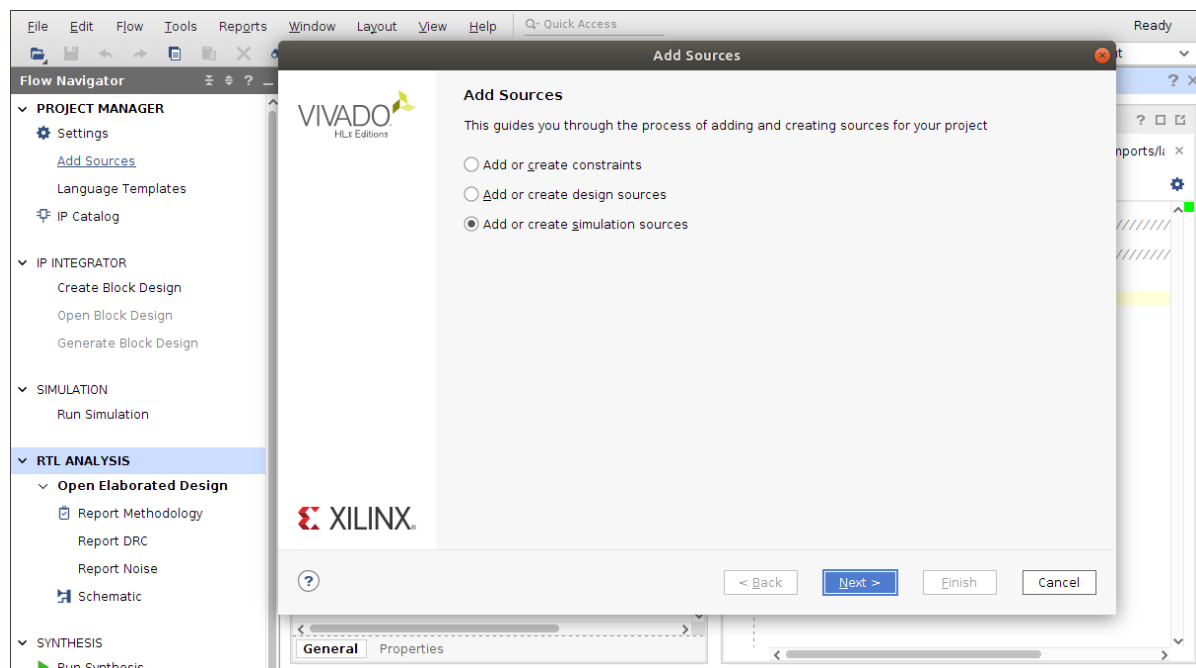 File Edit Flow Tools Reports Window Layout View Help Q- Quick Access Ready
Add Sources
Flow Navigator ? _ ?
PROJECT MANAGER
Settings
Add Sources
Language Templates
IP Catalog
IP INTEGRATOR
Create Block Design
Open Block Design
Generate Block Design
SIMULATION
Run Simulation
RTL ANALYSIS
Open Elaborated Design
Report Methodology
Report DRC
Report Noise
Schematic
SYNTHESIS
Run Synthesis
VIVADO
HLx Editions
Add Sources
This guides you through the process of adding and creating sources for your project
Add or create constraints
Add or create design sources
Add or create simulation sources
XILINX
?
< Back Next > Finish Cancel
?
///////
///////
General Properties